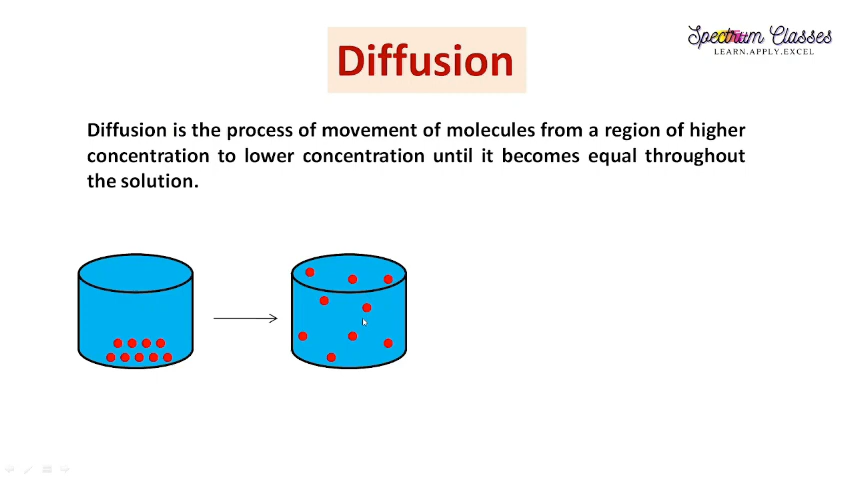 Spectrum Classes
LEARN.APPLY.EXCEL
Diffusion
Diffusion is the process of movement of molecules from a region of higher
concentration to lower concentration until it becomes equal throughout
the solution.